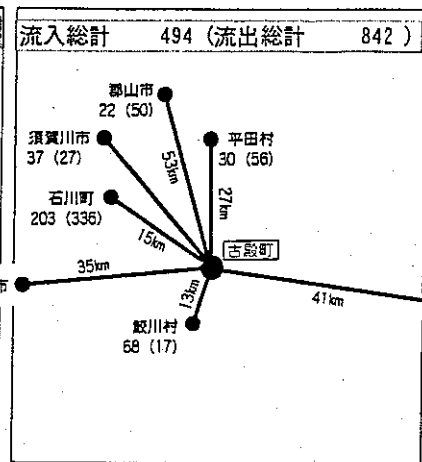 流入総計 494 (流出総計 842 )
郡山市
22 (50)
須賀川市
37 (27)
平田村
30 (56)
53km
27km
石川町
203 (336)
15km
古殿町
35km
市
13km
41km
鮫川村
68 (17)